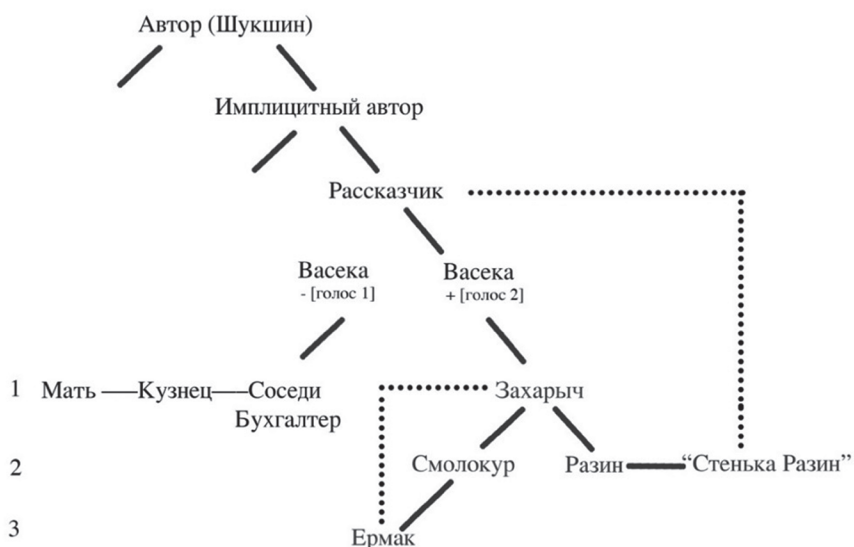 Автор (Шукшин)
Имплицитный автор
Рассказчик
Васека Васека
- [голос 1] + [голос 2]
1 Мать Кузнец Соседи Захарыч
Бухгалтер
2 Смолокур Разин “Стенька Разин”
3 Ермак